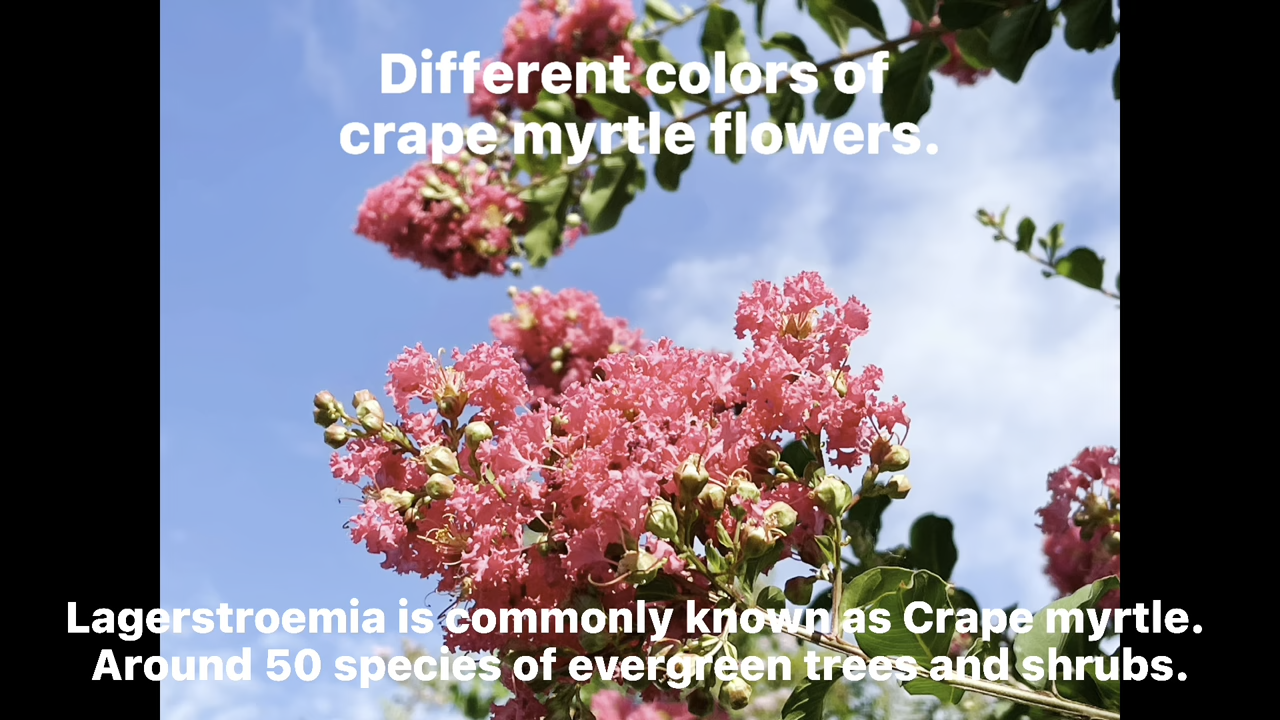 Different colors of
crape myrtle flowers.
Lagerstroemia is commonly known as Crape myrtle.
Around 50 species of evergreen trees and shrubs.